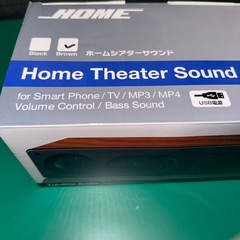 HOME
Black
Brown
ホームシアターサウンド
Home Theater Sound
for Smart Phone / TV / MP3 / MP4
Volume Control / Bass Sound
USB電源